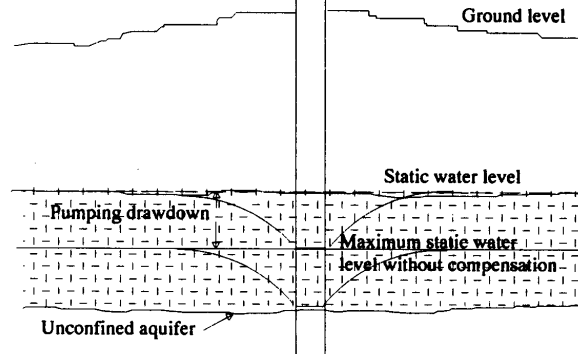 Ground level
Static water level
Pumping drawdown
Maximum static water
level without compensation
Unconfined aquifer